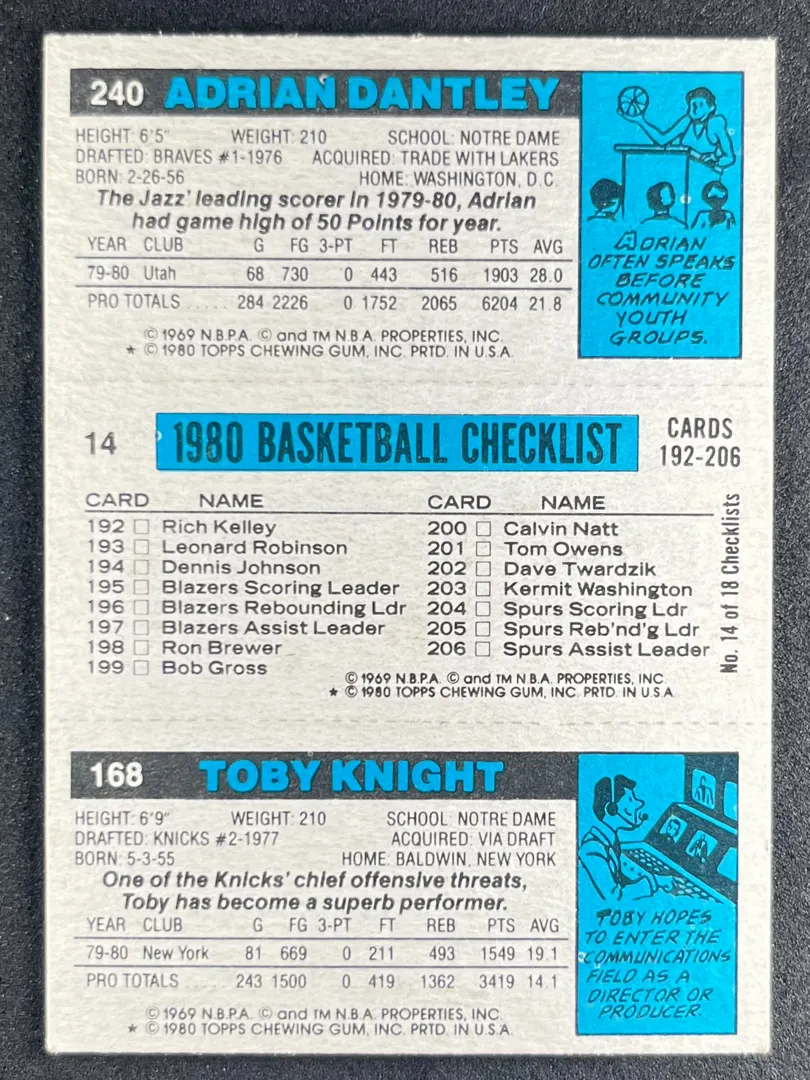 240 ADRIAN DANTLEY
HEIGHT: 6'5" WEIGHT: 210 SCHOOL: NOTRE DAME
DRAFTED: BRAVES #1-1976 ACQUIRED: TRADE WITH LAKERS
BORN: 2-26-56 HOME: WASHINGTON, D.C.
The Jazz' leading scorer in 1979-80, Adrian
had game high of 50 Points for year.
YEAR CLUB G FG 3-PT FT REB PTS AVG
79-80 Utah 68 730 0 443 516 1903 28.0
PRO TOTALS ..... 284 2226 0 1752 2065 6204 21.8
© 1969 N.B.P.A. © and TM N.B.A. PROPERTIES, INC.
★ © 1980 TOPPS CHEWING GUM, INC. PRTD. IN U.S.A.
ADRIAN
OFTEN SPEAKS
BEFORE
COMMUNITY
YOUTH
GROUPS.
14 1980 BASKETBALL CHECKLIST
CARDS
192-206
CARD NAME
192 □ Rich Kelley
193 □ Leonard Robinson
194 □ Dennis Johnson
195 □ Blazers Scoring Leader
196 □ Blazers Rebounding Ldr
197 □ Blazers Assist Leader
198 □ Ron Brewer
199 □ Bob Gross
CARD NAME
200 □ Calvin Natt
201 □ Tom Owens
202 □ Dave Twardzik
203 □ Kermit Washington
204 □ Spurs Scoring Ldr
205 □ Spurs Reb'nd'g Ldr
206 □ Spurs Assist Leader
No. 14 of 18 Checklists
© 1969 N.B.P.A. © and TM N.B.A. PROPERTIES, INC.
★ © 1980 TOPPS CHEWING GUM, INC. PRTD. IN U.S.A.
168 TOBY KNIGHT
HEIGHT: 6'9" WEIGHT: 210 SCHOOL: NOTRE DAME
DRAFTED: KNICKS #2-1977 ACQUIRED: VIA DRAFT
BORN: 5-3-55 HOME: BALDWIN, NEW YORK
One of the Knicks' chief offensive threats,
Toby has become a superb performer.
YEAR CLUB G FG 3-PT FT REB PTS AVG
79-80 New York 81 669 0 211 493 1549 19.1
PRO TOTALS ..... 243 1500 0 419 1362 3419 14.1
© 1969 N.B.P.A. © and TM N.B.A. PROPERTIES, INC.
★ © 1980 TOPPS CHEWING GUM, INC. PRTD. IN U.S.A.
TOBY HOPES
TO ENTER THE
COMMUNICATIONS
FIELD AS A
DIRECTOR OR
PRODUCER.